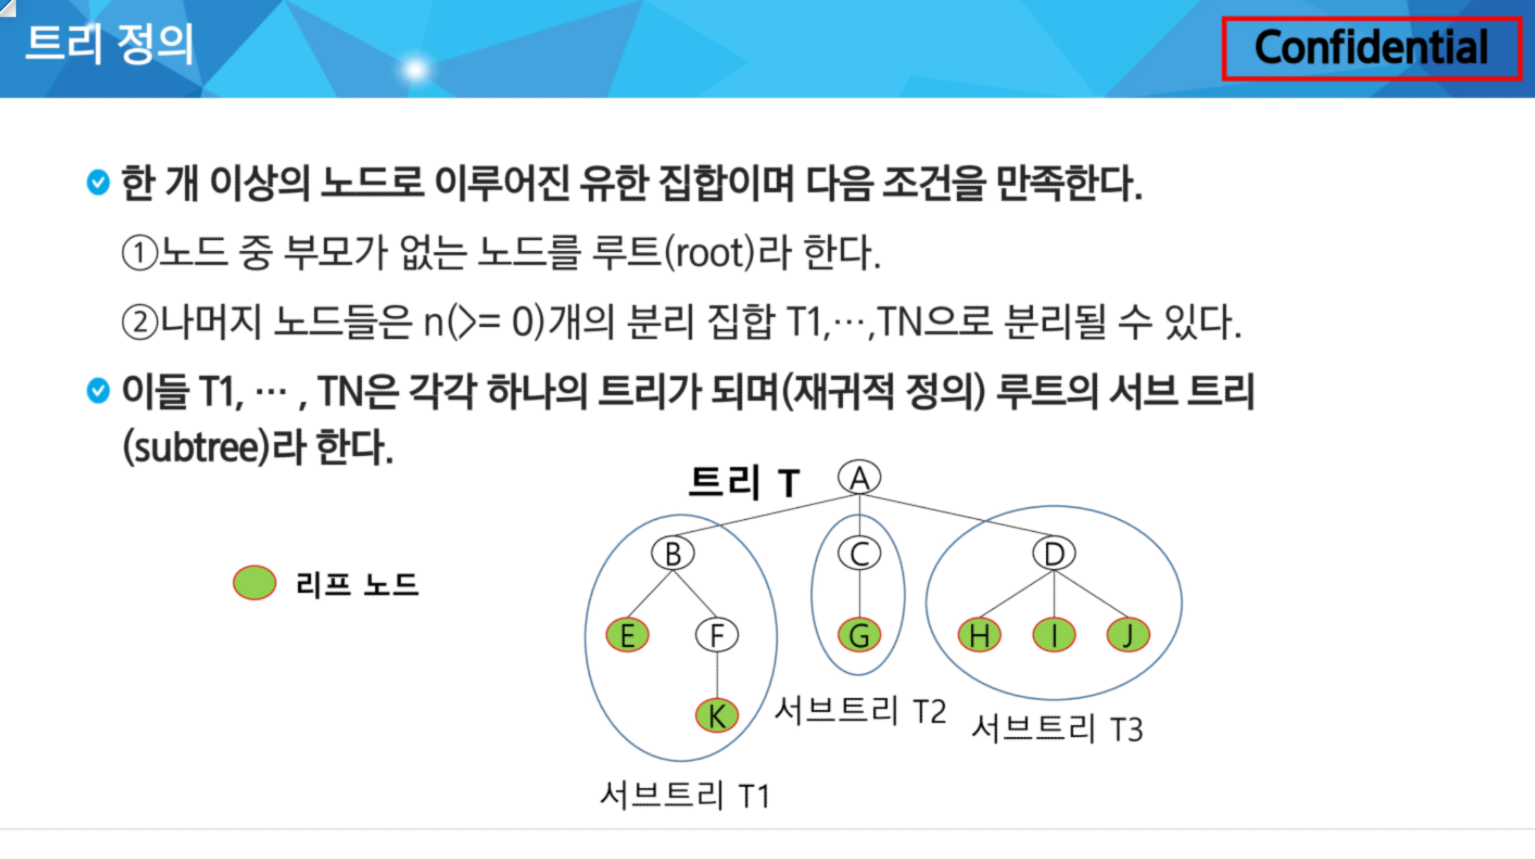 트리 정의
Confidential
한 개 이상의 노드로 이루어진 유한 집합이며 다음 조건을 만족한다.
①노드 중 부모가 없는 노드를 루트(root)라 한다.
②나머지 노드들은 n(>= 0)개의 분리 집합 T1,…,TN으로 분리될 수 있다.
이들 T1, … , TN은 각각 하나의 트리가 되며(재귀적 정의) 루트의 서브 트리
(subtree)라 한다.
트리 T
A
B
C
D
리프 노드
E
F
G
H
I
J
K
서브트리 T2
서브트리 T3
서브트리 T1